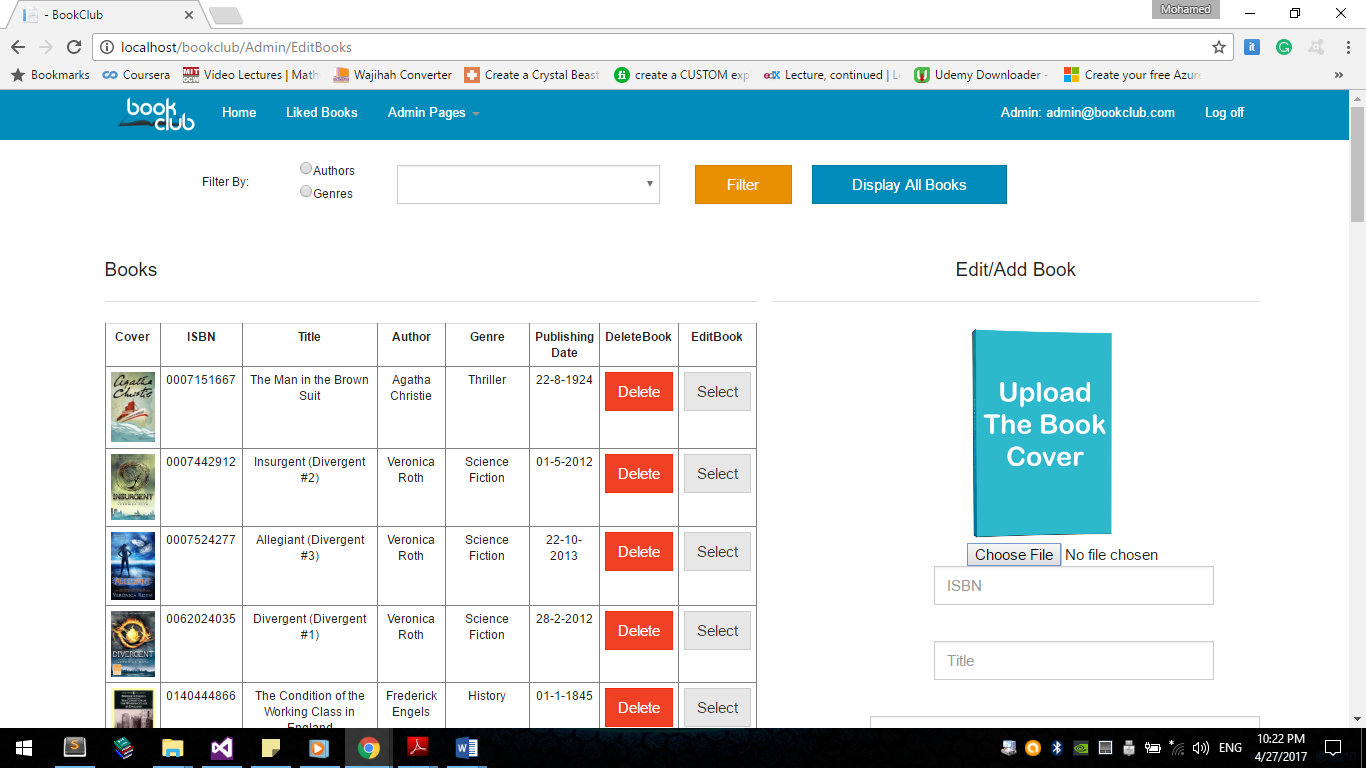 - BookClub
Mohamed
localhost/bookclub/Admin/EditBooks
Bookmarks Coursera Video Lectures | Math Wajihah Converter Create a Crystal Beast create a CUSTOM exp Lecture, continued | Le Udemy Downloader - Create your free Azure »
book club Home Liked Books Admin Pages Admin: admin@bookclub.com Log off
Filter By:
Authors
Genres
Filter
Display All Books
Books
Edit/Add Book
Cover ISBN Title Author Genre Publishing Date DeleteBook EditBook
Agatha Christie
0007151667 The Man in the Brown Suit Agatha Christie Thriller 22-8-1924 Delete Select
INSURGENT
0007442912 Insurgent (Divergent #2) Veronica Roth Science Fiction 01-5-2012 Delete Select
VERONICA ROTH
0007524277 Allegiant (Divergent #3) Veronica Roth Science Fiction 22-10-2013 Delete Select
DIVERGENT
0062024035 Divergent (Divergent #1) Veronica Roth Science Fiction 28-2-2012 Delete Select
0140444866 The Condition of the Working Class in England Frederick Engels History 01-1-1845 Delete Select
Upload
The Book
Cover
Choose File No file chosen
ISBN
Title
ENG
10:22 PM
4/27/2017